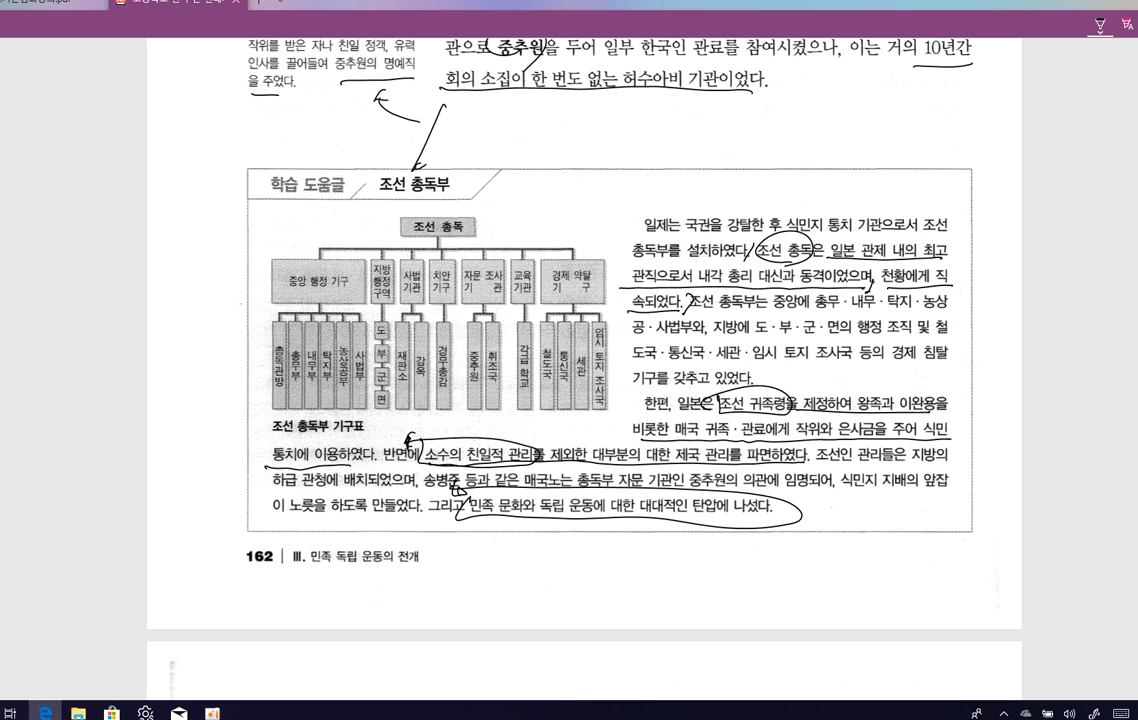 작위를 받은 자나 친일 정객, 유력
인사를 끌어들여 중추원의 명예직
을 주었다.
관으로 중추원을 두어 일부 한국인 관료를 참여시켰으나, 이는 거의 10년간
회의 소집이 한 번도 없는 허수아비 기관이었다.
학습 도움글 조선 총독부
조선 총독
중앙 행정 기구
지방 행정 구역
사법 기관
치안 기구
자문 조사 기관
교육 기관
경제 약탈 기구
총독관방
총무부
내무부
탁지부
농상공부
사법부
도
부
군
면
재판소
감옥
경무총감
중추원
취조국
각급 학교
철도국
통신국
세관
임시 토지 조사국
조선 총독부 기구표
일제는 국권을 강탈한 후 식민지 통치 기관으로서 조선
총독부를 설치하였다. 조선 총독은 일본 관제 내의 최고
관직으로서 내각 총리 대신과 동격이었으며, 천황에게 직
속되었다. 조선 총독부는 중앙에 총무·내무·탁지·농상
공·사법부와, 지방에 도·부·군·면의 행정 조직 및 철
도국·통신국·세관·임시 토지 조사국 등의 경제 침탈
기구를 갖추고 있었다.
한편, 일본은 조선 귀족령을 제정하여 왕족과 이완용을
비롯한 매국 귀족·관료에게 작위와 은사금을 주어 식민
통치에 이용하였다. 반면에 소수의 친일적 관리를 제외한 대부분의 대한 제국 관리를 파면하였다. 조선인 관리들은 지방의
하급 관청에 배치되었으며, 송병준 등과 같은 매국노는 총독부 자문 기관인 중추원의 의관에 임명되어, 식민지 지배의 앞잡
이 노릇을 하도록 만들었다. 그리고 민족 문화와 독립 운동에 대한 대대적인 탄압에 나섰다.
162 | III. 민족 독립 운동의 전개